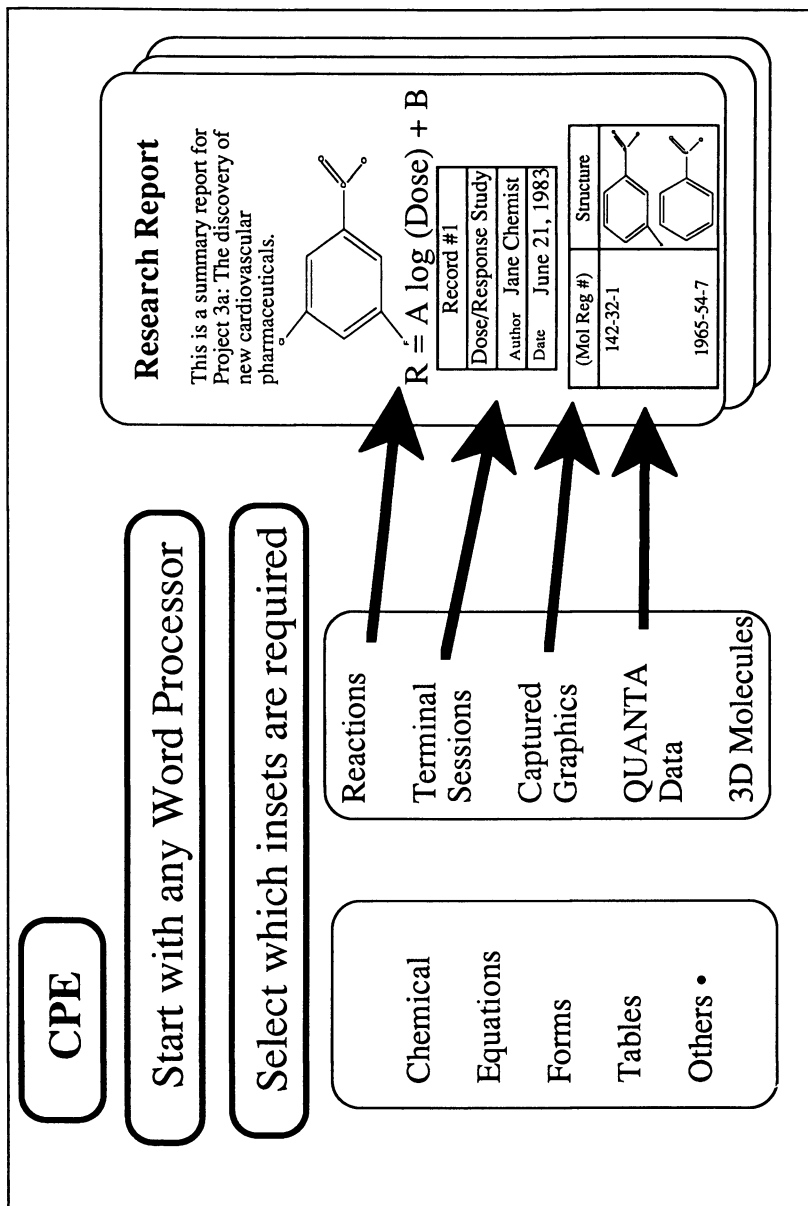 CPE
Start with any Word Processor
Select which insets are required
Chemical
Equations
Forms
Tables
Others •
Reactions
Terminal
Sessions
Captured
Graphics
QUANTA
Data
3D Molecules
Research Report
This is a summary report for
Project 3a: The discovery of
new cardiovascular
pharmaceuticals.
R = A log (Dose) + B
Record #1
Dose/Response Study
Author Jane Chemist
Date June 21, 1983
(Mol Reg #) Structure
142-32-1
1965-54-7